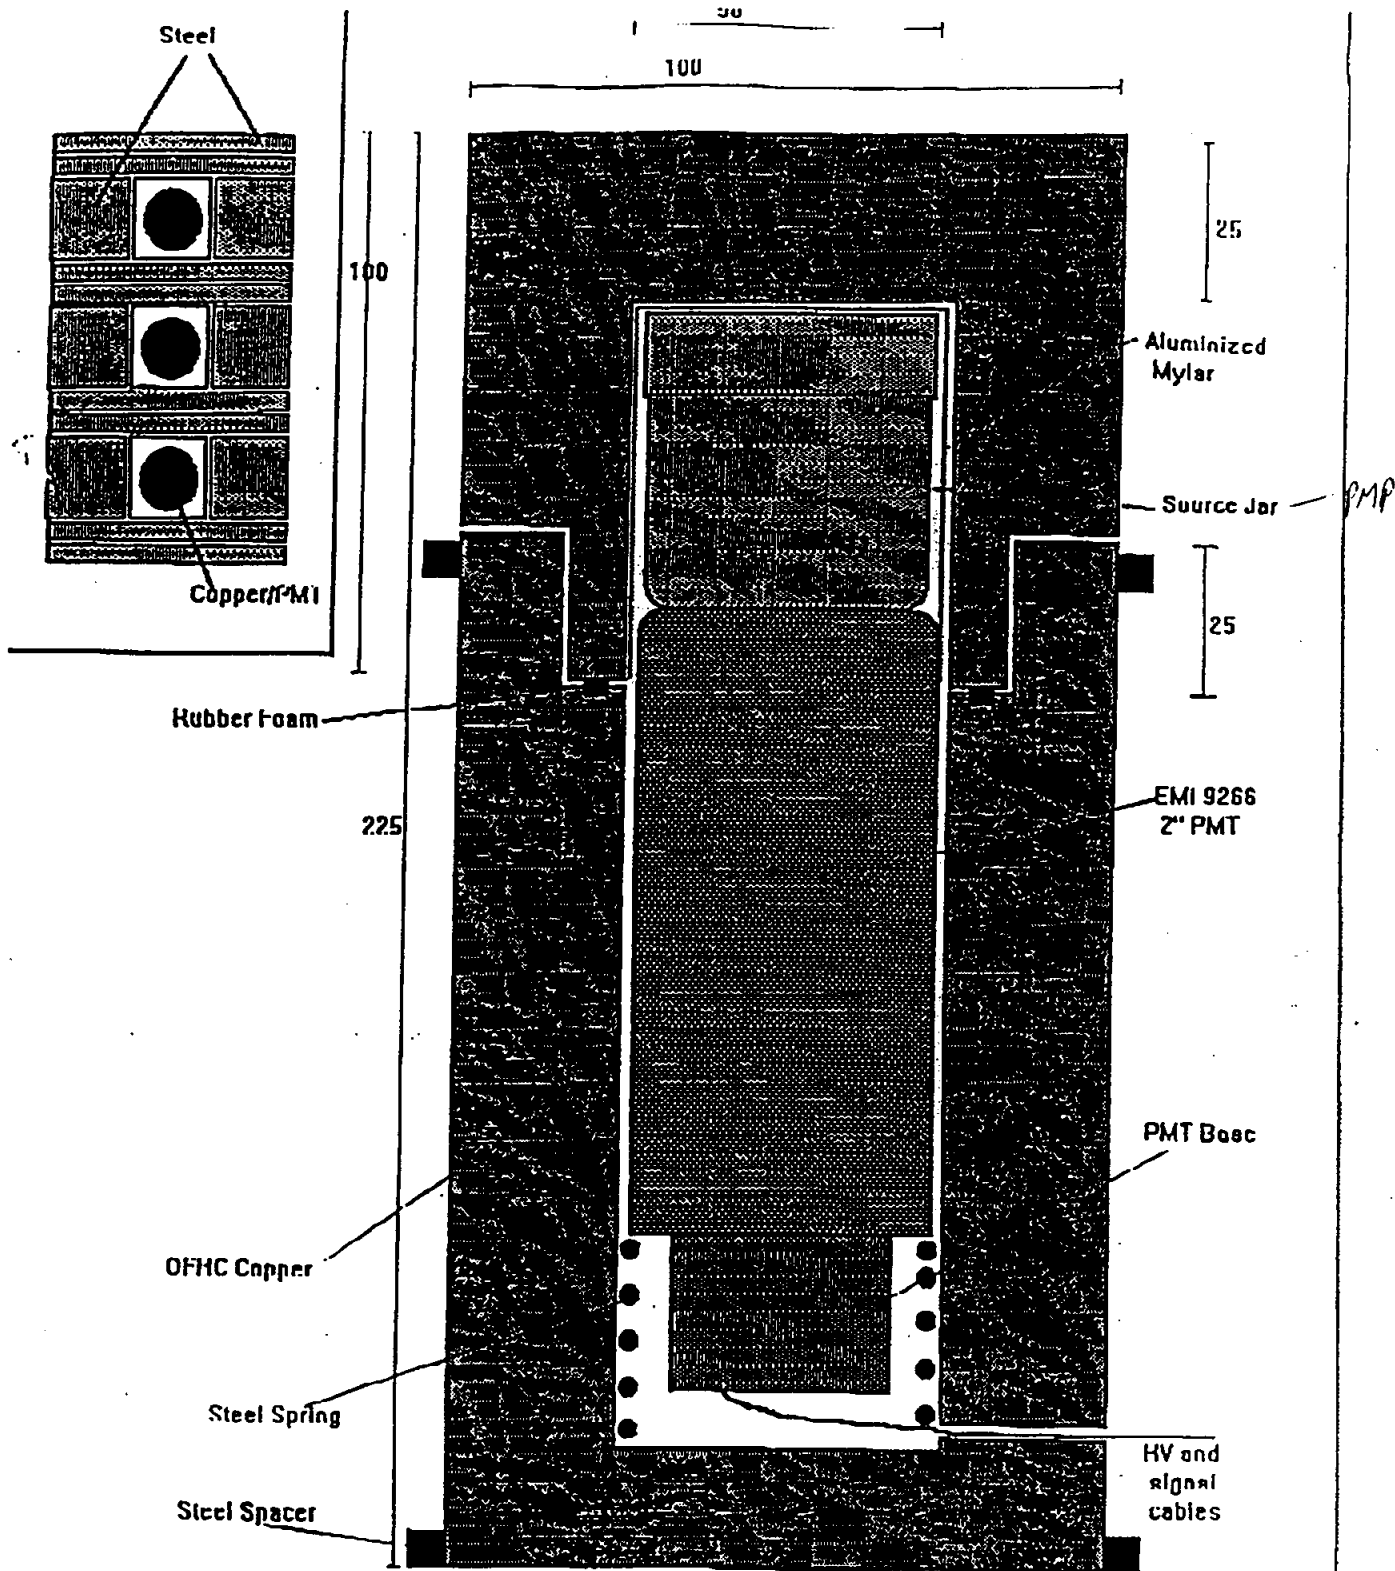 Steel
100
25
100
Aluminized
Mylar
Source Jar
PMP
Copper/PMT
25
Rubber Foam
EMI 9266
2" PMT
225
PMT Base
OFHC Copper
Steel Spring
HV and
signal
cables
Steel Spacer